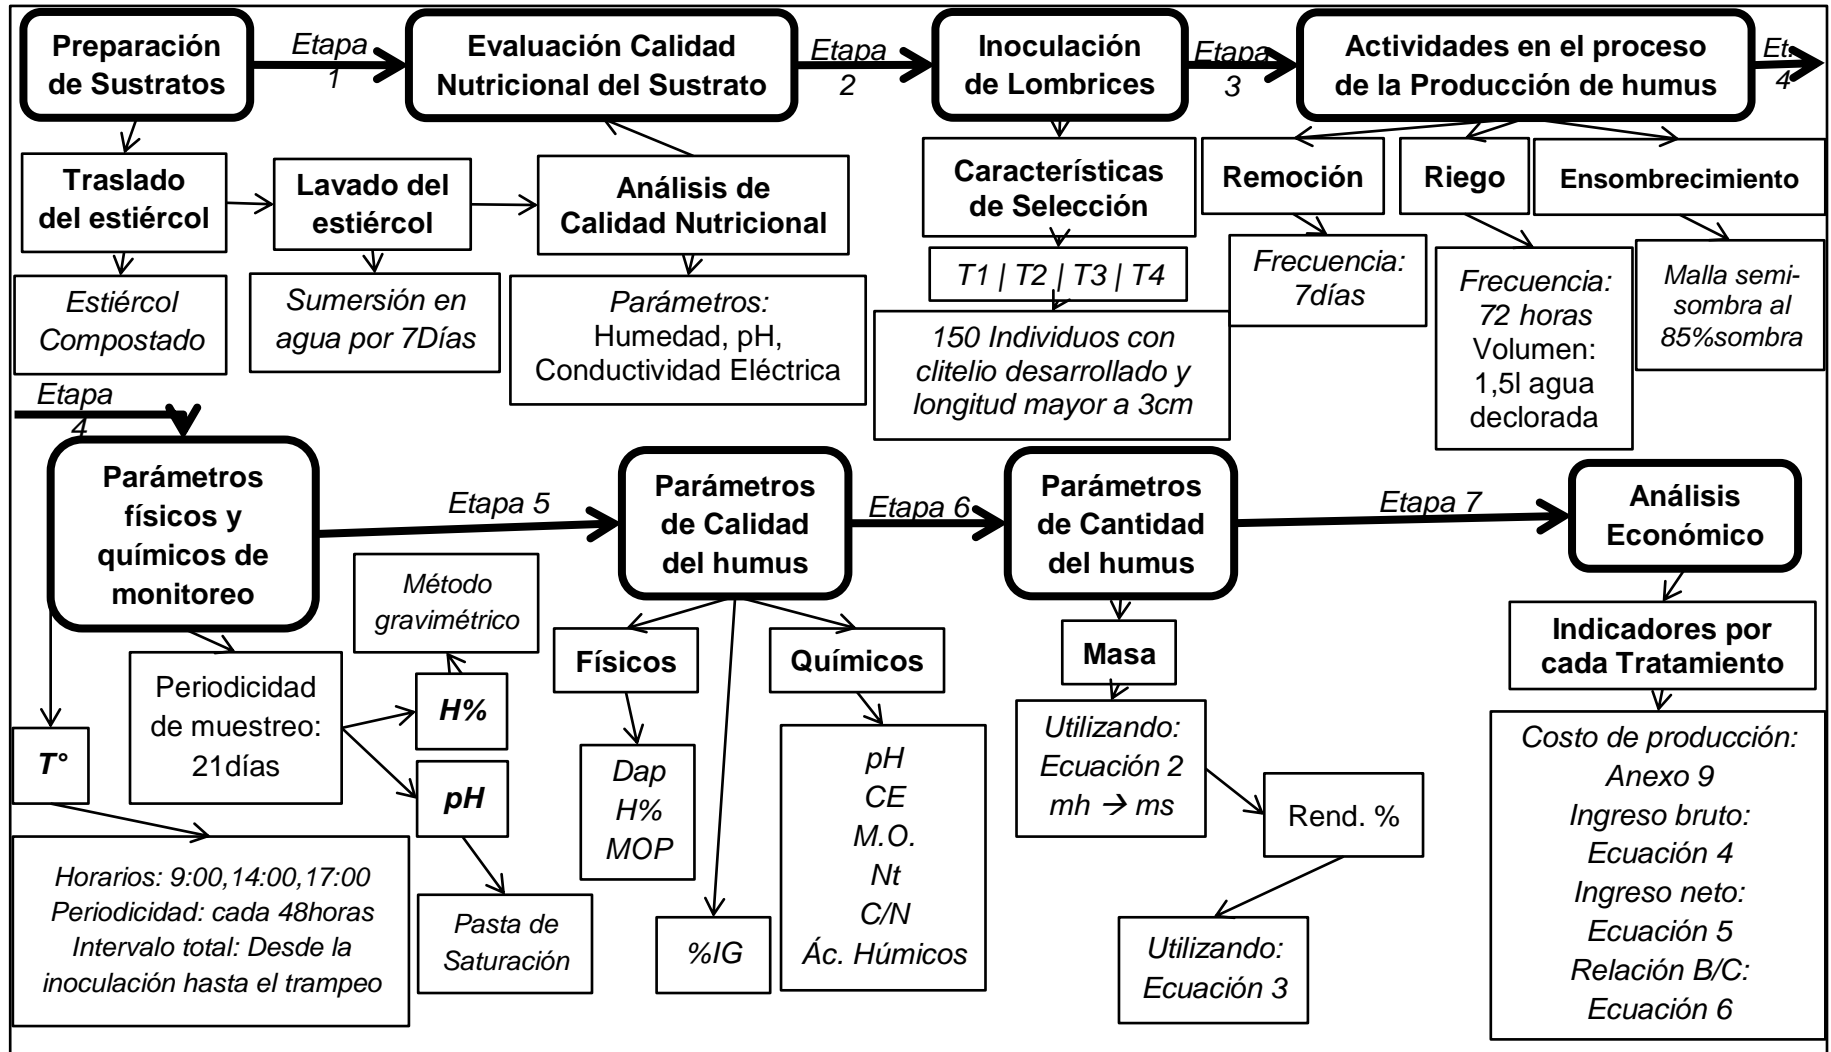 Preparación
de Sustratos
Etapa
1
Evaluación Calidad
Nutricional del Sustrato
Etapa
2
Inoculación
de Lombrices
Etapa
3
Actividades en el proceso
de la Producción de humus
Et.
4
Traslado
del estiércol
Lavado del
estiércol
Análisis de
Calidad Nutricional
Características
de Selección
Remoción
Riego
Ensombrecimiento
Estiércol
Compostado
Sumersión en
agua por 7Días
Parámetros:
Humedad, pH,
Conductividad Eléctrica
T1 | T2 | T3 | T4
150 Individuos con
clitelio desarrollado y
longitud mayor a 3cm
Frecuencia:
7días
Frecuencia:
72 horas
Volumen:
1,5l agua
declorada
Malla semi-
sombra al
85%sombra
Etapa
4
Parámetros
físicos y
químicos de
monitoreo
Etapa 5
Parámetros
de Calidad
del humus
Etapa 6
Parámetros
de Cantidad
del humus
Etapa 7
Análisis
Económico
Método
gravimétrico
Periodicidad
de muestreo:
21días
H%
pH
T°
Horarios: 9:00,14:00,17:00
Periodicidad: cada 48horas
Intervalo total: Desde la
inoculación hasta el trampeo
Pasta de
Saturación
Físicos
Dap
H%
MOP
%IG
Químicos
pH
CE
M.O.
Nt
C/N
Ác. Húmicos
Masa
Utilizando:
Ecuación 2
mh → ms
Rend. %
Utilizando:
Ecuación 3
Indicadores por
cada Tratamiento
Costo de producción:
Anexo 9
Ingreso bruto:
Ecuación 4
Ingreso neto:
Ecuación 5
Relación B/C:
Ecuación 6